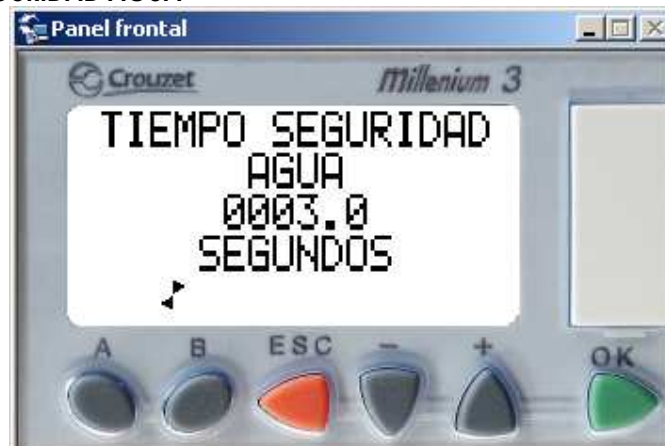 Panel frontal
Crouzet
Millenium 3
TIEMPO SEGURIDAD
AGUA
0003.0
SEGUNDOS
A B ESC - + OK